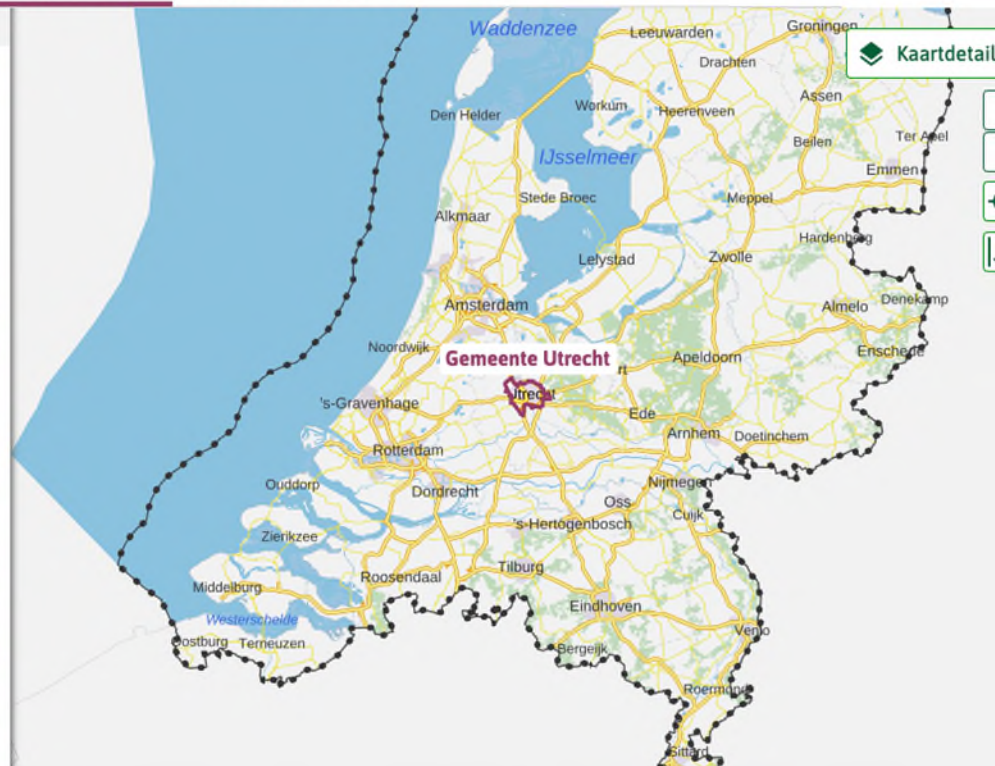 Waddenzee
Leeuwarden
Groningen
Kaartdetail
Drachten
Den Helder
Workum
Heerenveen
Assen
Beilen
Ter Apel
IJsselmeer
Emmen
Stede Broec
Meppel
Alkmaar
Hardenberg
Lelystad
Zwolle
Amsterdam
Almelo
Denekamp
Noordwijk
Gemeente Utrecht
Apeldoorn
Enschede
rt
Utrecht
's-Gravenhage
Ede
Arnhem
Doetinchem
Rotterdam
Ouddorp
Dordrecht
Nijmegen
Oss
Cuijk
's-Hertogenbosch
Zierikzee
Tilburg
Roosendaal
Middelburg
Eindhoven
Westerschelde
Venlo
Oostburg
Terneuzen
Bergeijk
Roermond
Sittard